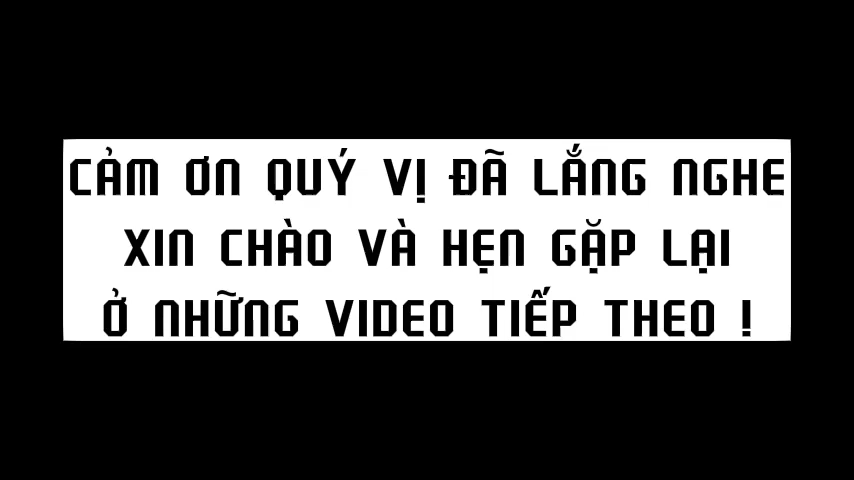 CẢM ƠN QUÝ VỊ ĐÃ LẮNG NGHE
XIN CHÀO VÀ HẸN GẶP LẠI
Ở NHỮNG VIDEO TIẾP THEO !